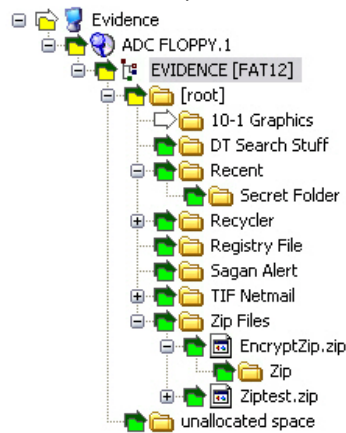 Evidence
ADC FLOPPY.1
EVIDENCE [FAT12]
[root]
10-1 Graphics
DT Search Stuff
Recent
Secret Folder
Recycler
Registry File
Sagan Alert
TIF Netmail
Zip Files
EncryptZip.zip
Zip
Ziptest.zip
unallocated space